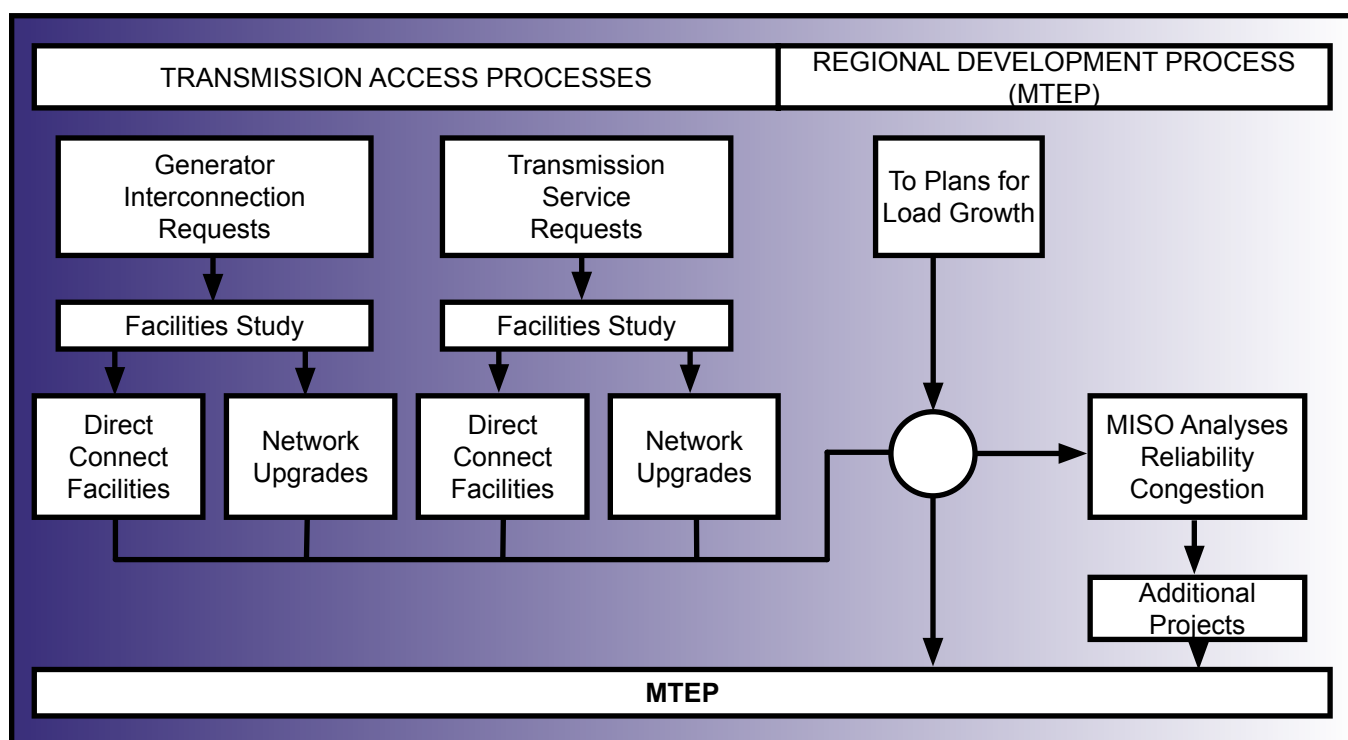 TRANSMISSION ACCESS PROCESSES
REGIONAL DEVELOPMENT PROCESS
(MTEP)
Generator
Interconnection
Requests
Transmission
Service
Requests
To Plans for
Load Growth
Facilities Study
Facilities Study
Direct
Connect
Facilities
Network
Upgrades
Direct
Connect
Facilities
Network
Upgrades
MISO Analyses
Reliability
Congestion
Additional
Projects
MTEP